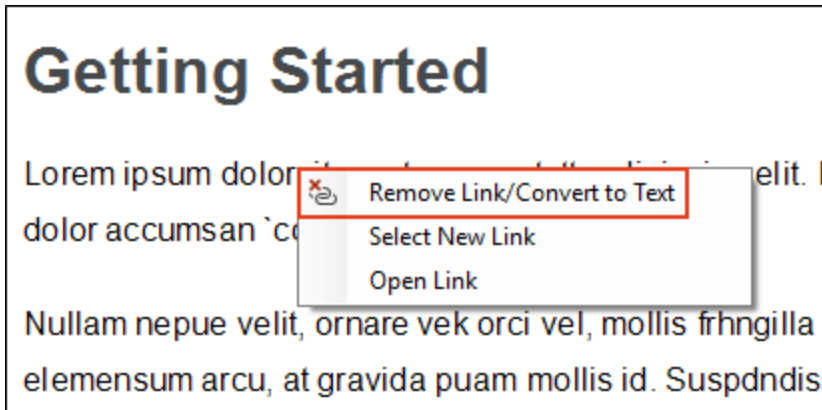 Getting Started
Lorem ipsum dolor elit.
Remove Link/Convert to Text
dolor accumsan `co
Select New Link
Open Link
Nullam nepue velit, ornare vek orci vel, mollis frhngilla
elemensum arcu, at gravida puam mollis id. Suspdndis